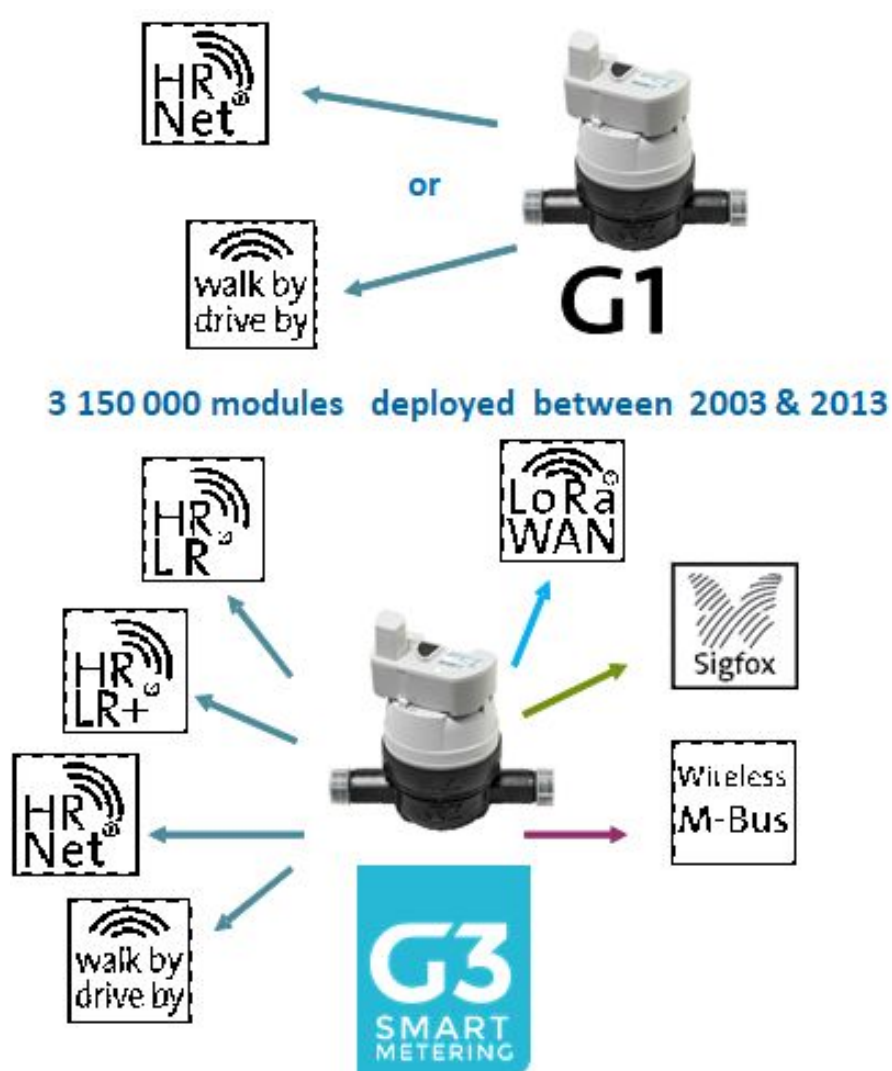 HR
Net®
or
walk by
drive by
G1
3 150 000 modules deployed between 2003 & 2013
HR
LR
LoRa
WAN
HR
LR+
Sigfox
HR
Net®
Wireless
M-Bus
walk by
drive by
G3
SMART
METERING